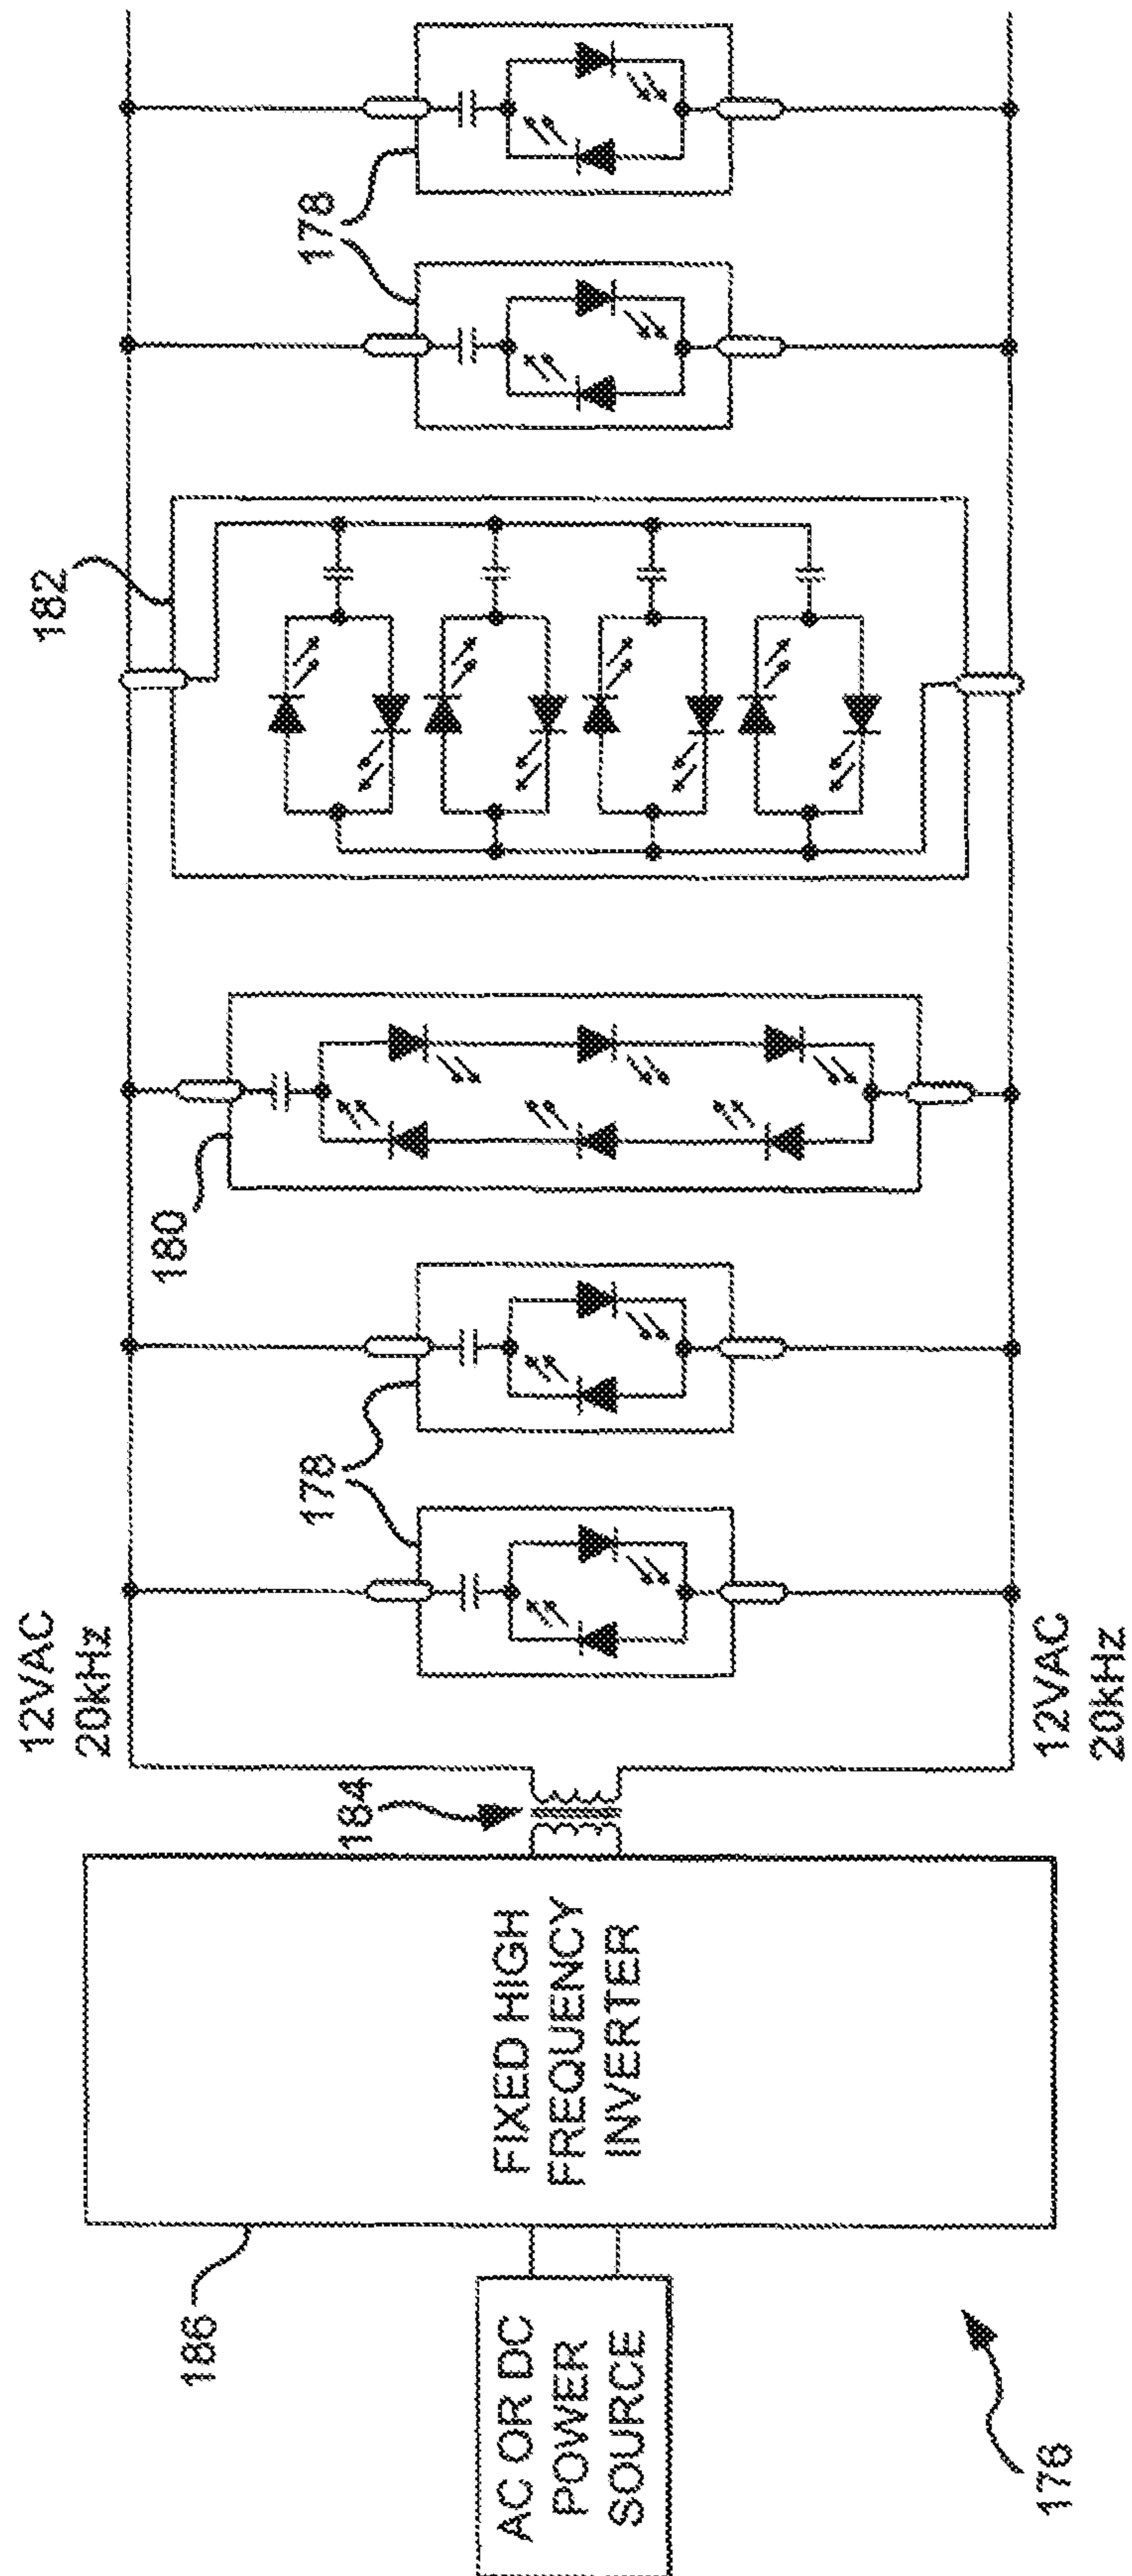 AC OR DC
POWER
SOURCE
186
FIXED HIGH
FREQUENCY
INVERTER
178
184
12VAC
20kHz
12VAC
20kHz
178
180
182
178